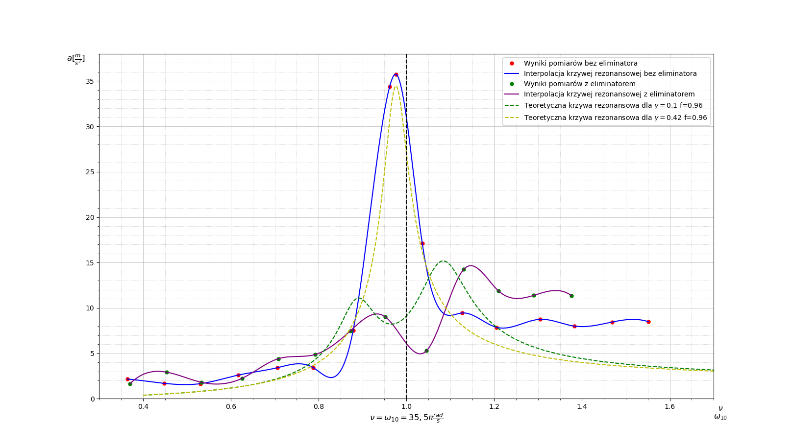 a[m/s²]
Wyniki pomiarów bez eliminatora
Interpolacja krzywej rezonansowej bez eliminatora
Wyniki pomiarów z eliminatorem
Interpolacja krzywej rezonansowej z eliminatorem
Teoretyczna krzywa rezonansowa dla γ = 0.1 f=0.96
Teoretyczna krzywa rezonansowa dla γ = 0.42 f=0.96
35
30
25
20
15
10
5
0
0.4 0.6 0.8 1.0 1.2 1.4 1.6
ν = ω10 = 35, 5π rad/s
ν
ω10